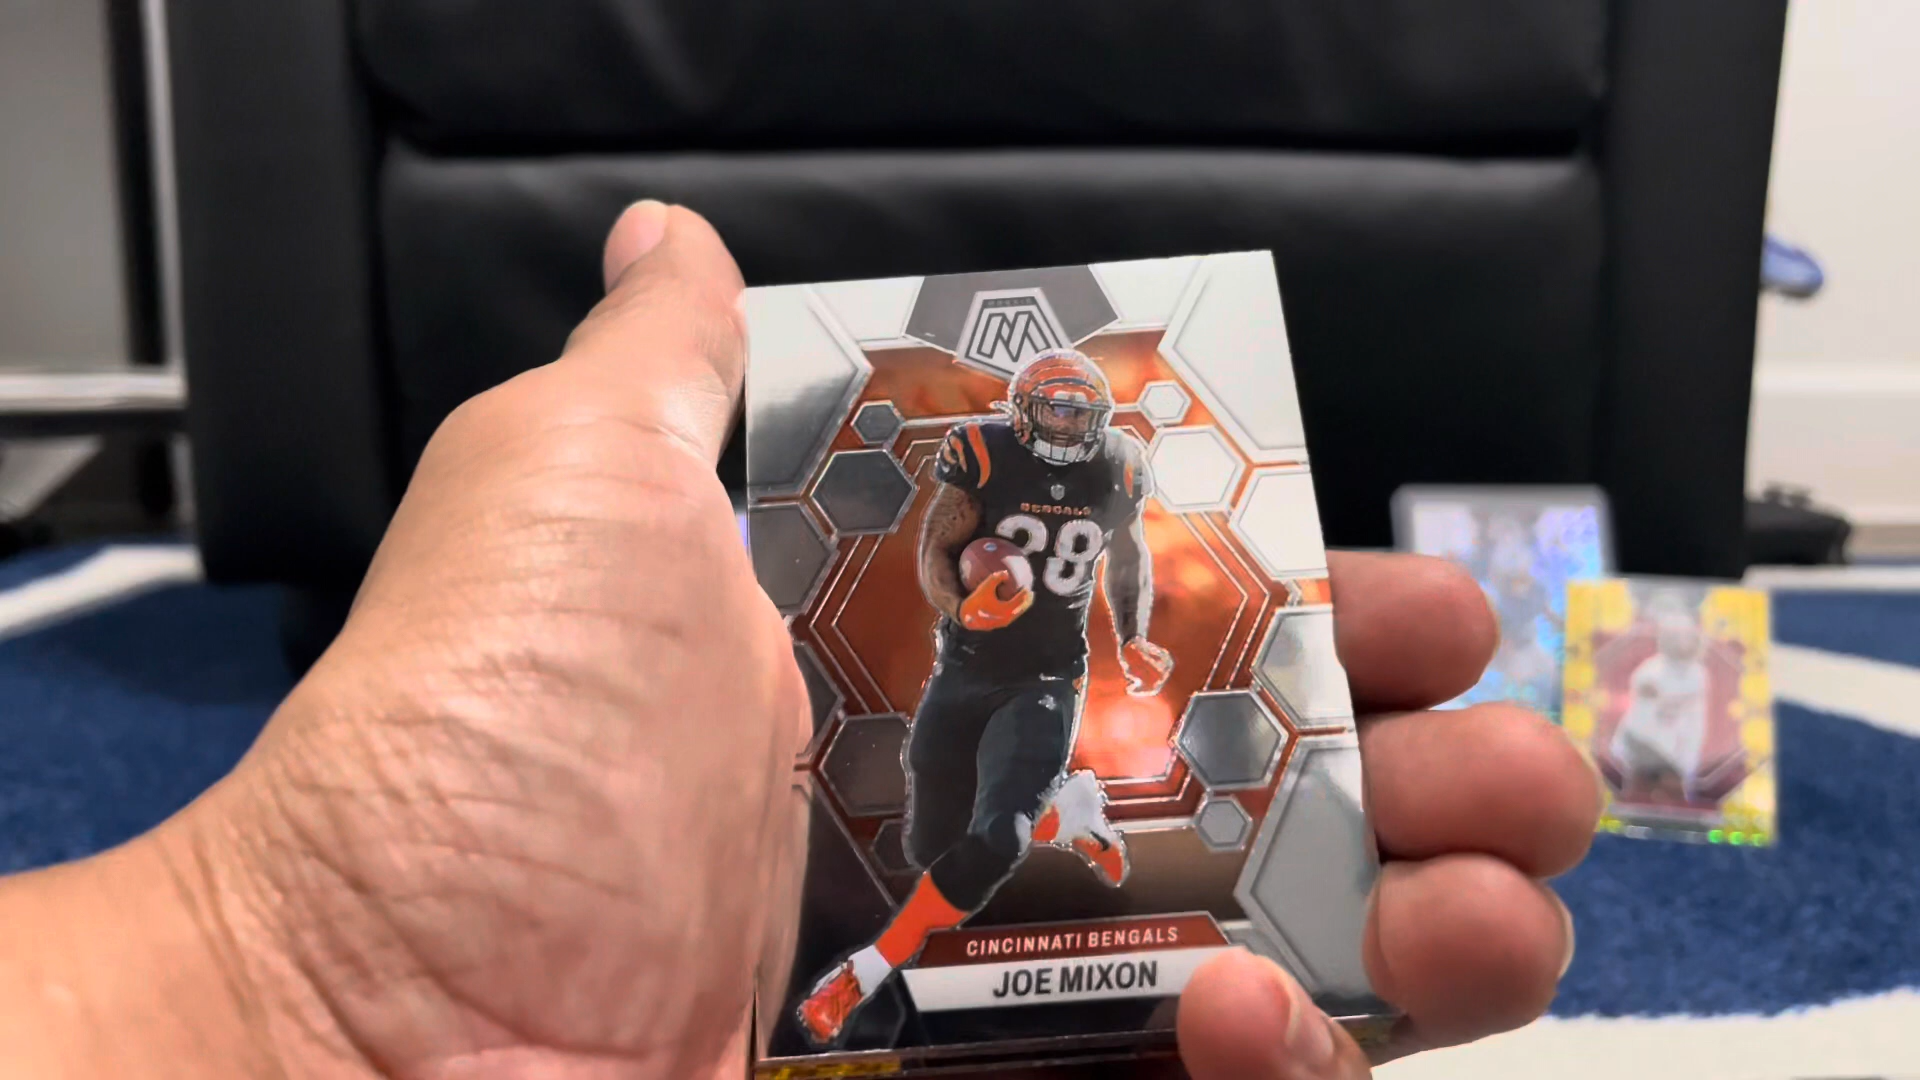 MOSAIC
BENGALS
28
CINCINNATI BENGALS
JOE MIXON